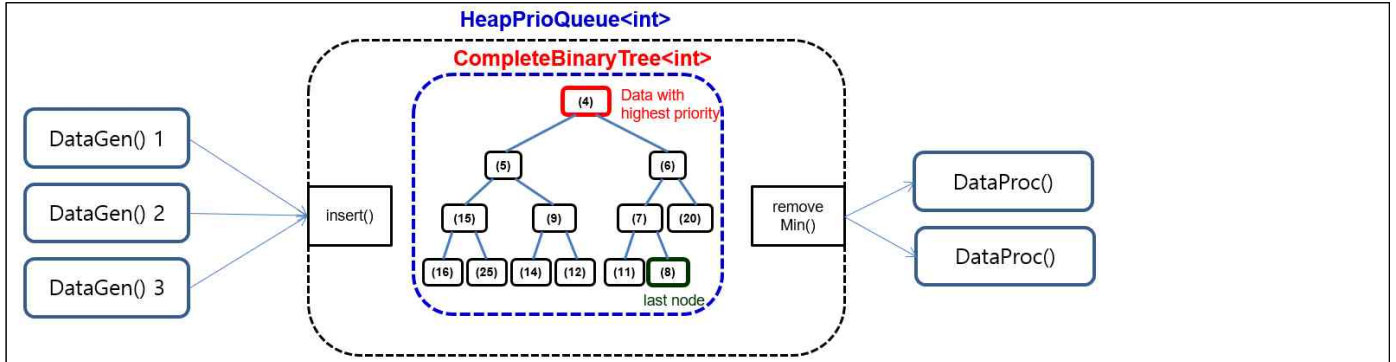 HeapPrioQueue<int>
CompleteBinaryTree<int>
(4)
Data with
highest priority
DataGen() 1
DataGen() 2
DataGen() 3
insert()
(5)
(6)
(15)
(9)
(7)
(20)
(16)
(25)
(14)
(12)
(11)
(8)
last node
remove
Min()
DataProc()
DataProc()